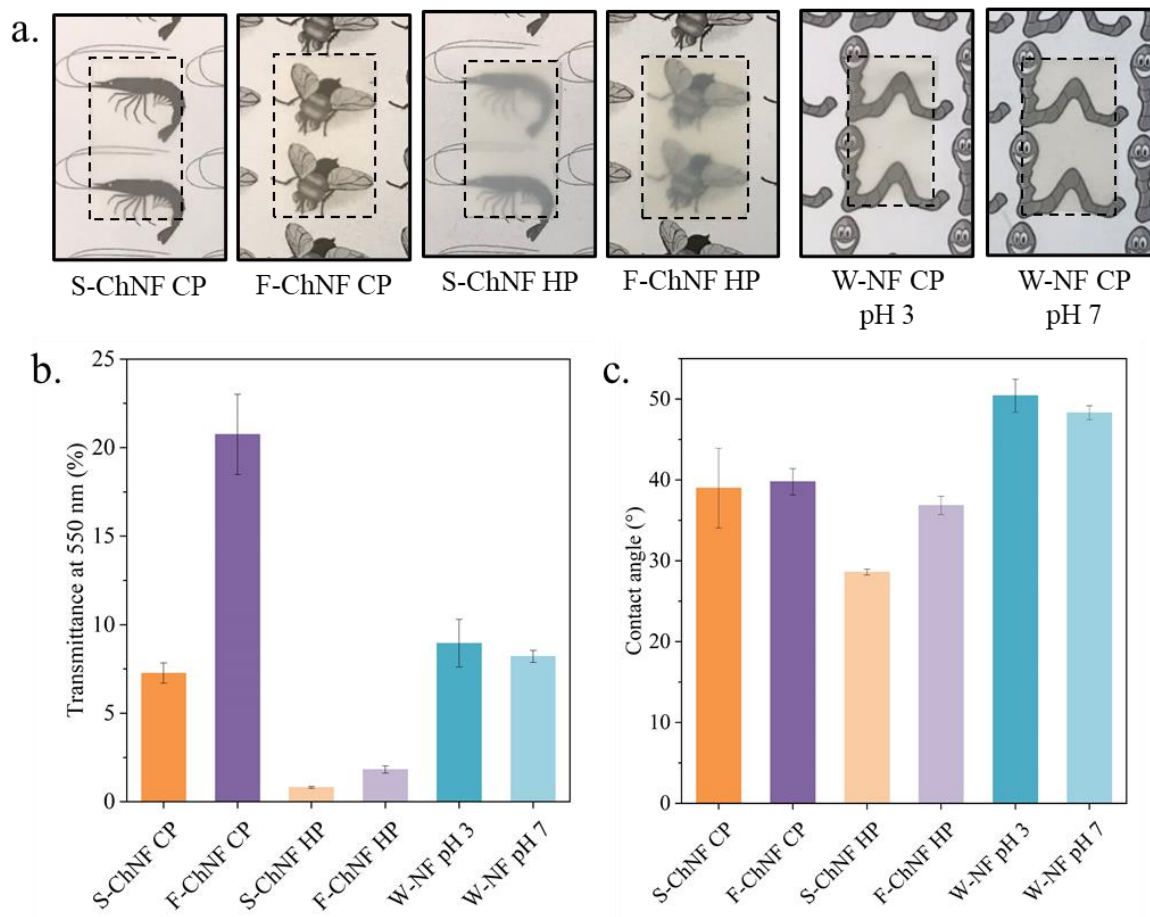 a.
S-ChNF CP
F-ChNF CP
S-ChNF HP
F-ChNF HP
W-NF CP
pH 3
W-NF CP
pH 7
b.
Transmittance at 550 nm (%)
25
20
15
10
5
0
S-ChNF CP
F-ChNF CP
S-ChNF HP
F-ChNF HP
W-NF pH 3
W-NF pH 7
c.
Contact angle (°)
50
40
30
20
10
0
S-ChNF CP
F-ChNF CP
S-ChNF HP
F-ChNF HP
W-NF pH 3
W-NF pH 7